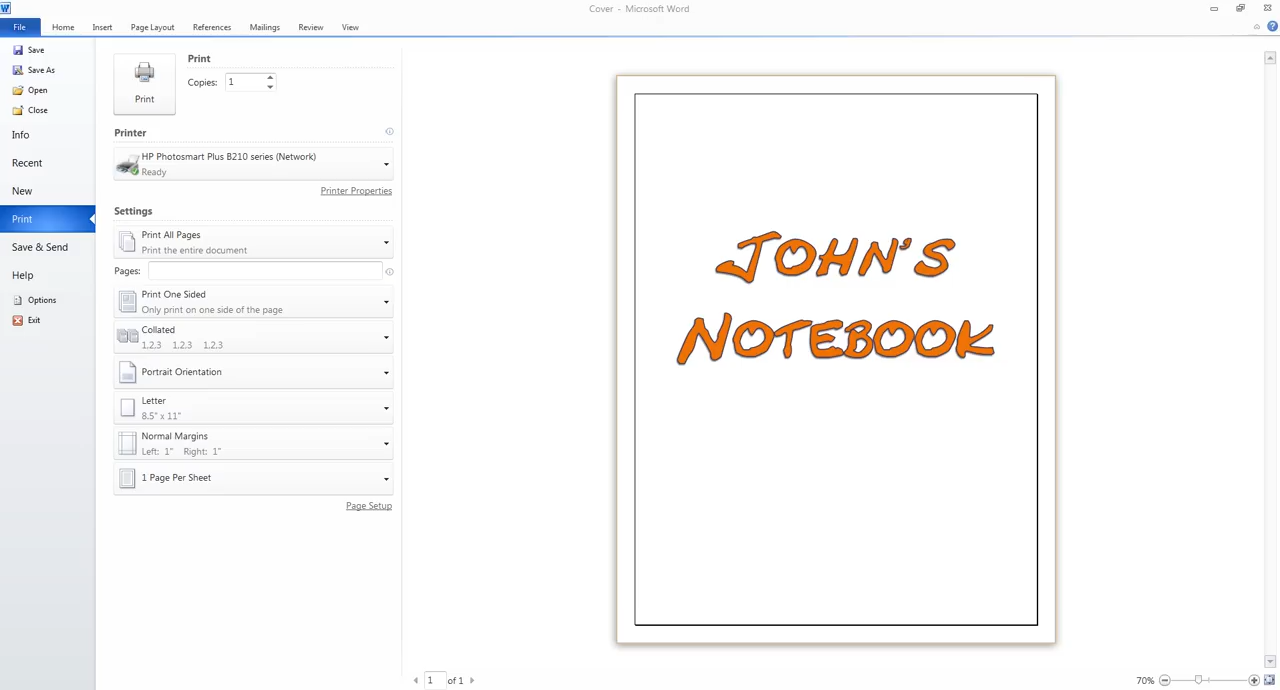 Cover - Microsoft Word
File Home Insert Page Layout References Mailings Review View
Save
Save As
Open
Close
Info
Recent
New
Print
Save & Send
Help
Options
Exit
Print
Print
Copies: 1
Printer
HP Photosmart Plus B210 series (Network)
Ready
Printer Properties
Settings
Print All Pages
Print the entire document
Pages:
Print One Sided
Only print on one side of the page
Collated
1,2,3 1,2,3 1,2,3
Portrait Orientation
Letter
8.5" x 11"
Normal Margins
Left: 1" Right: 1"
1 Page Per Sheet
Page Setup
JOHN'S
NOTEBOOK
1 of 1
70%